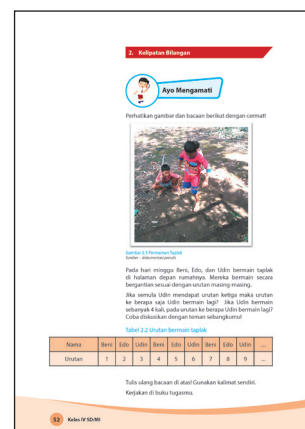 2. Kelipatan Bilangan
Ayo Mengamati
Perhatikan gambar dan bacaan berikut dengan cermat!
Gambar 2.3 Permainan Taplak
Sumber : dokumentasi penulis
Pada hari minggu Beni, Edo, dan Udin bermain taplak
di halaman depan rumahnya. Mereka bermain secara
bergantian sesuai dengan urutan masing-masing.
Jika semula Udin mendapat urutan ketiga maka urutan
ke berapa saja Udin bermain lagi? Jika Udin bermain
sebanyak 4 kali, pada urutan ke berapa Udin bermain lagi?
Coba diskusikan dengan teman sebangkumu!
Tabel 2.2 Urutan bermain taplak
Nama Beni Edo Udin Beni Edo Udin Beni Edo Udin ...
Urutan 1 2 3 4 5 6 7 8 9 ...
Tulis ulang bacaan di atas! Gunakan kalimat sendiri.
Kerjakan di buku tugasmu.
52 Kelas IV SD/MI